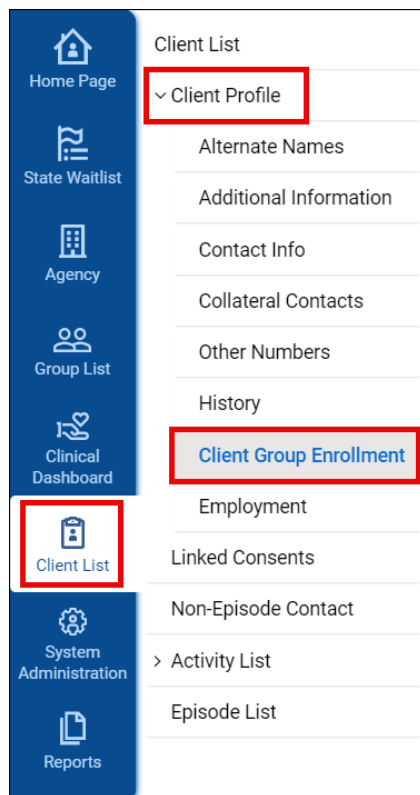 Home Page
State Waitlist
Agency
Group List
Clinical
Dashboard
Client List
System
Administration
Reports
Client List
Client Profile
Alternate Names
Additional Information
Contact Info
Collateral Contacts
Other Numbers
History
Client Group Enrollment
Employment
Linked Consents
Non-Episode Contact
Activity List
Episode List